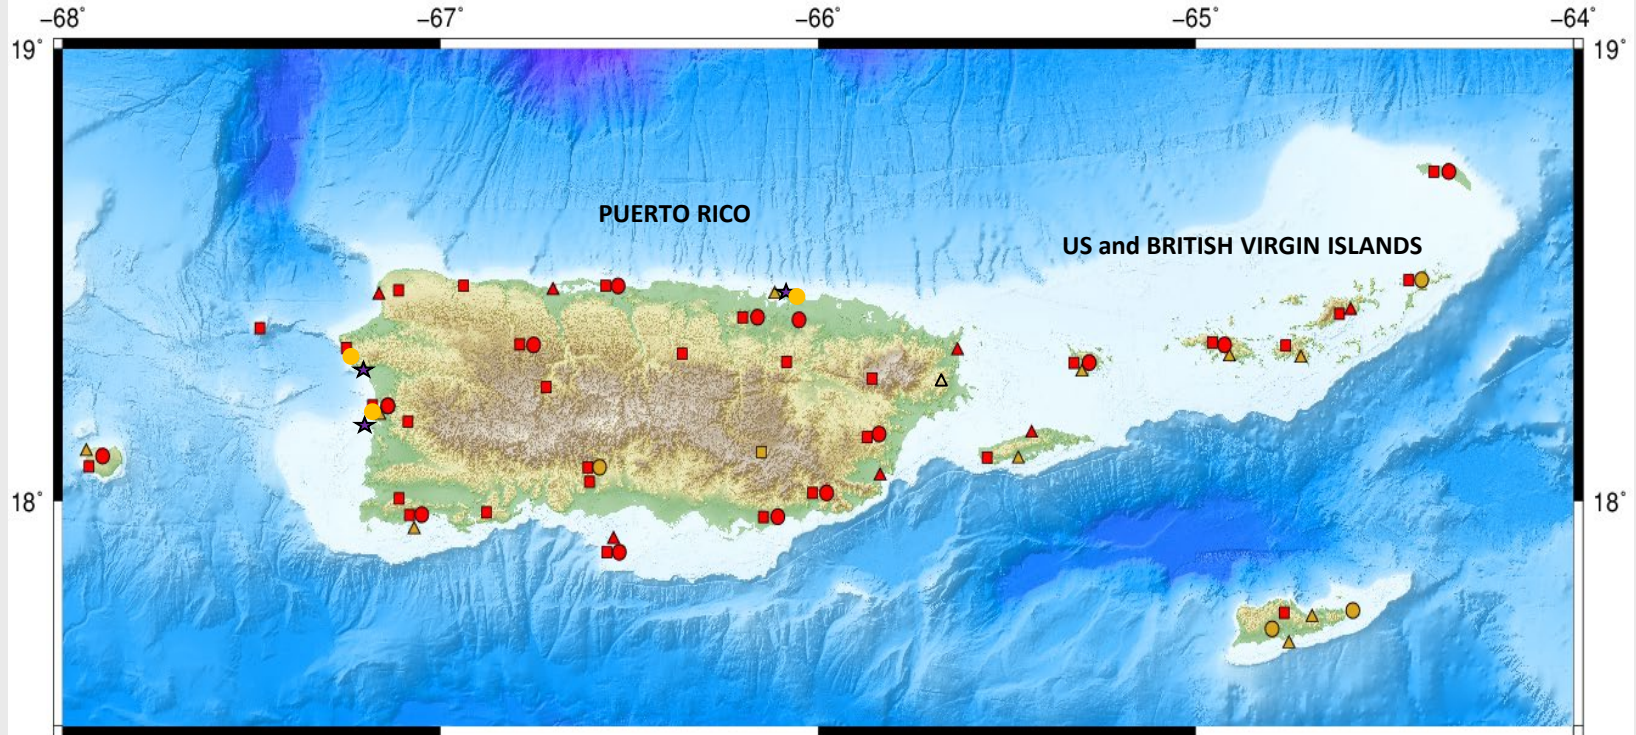 −68˚ −67˚ −66˚ −65˚ −64˚
19˚ 19˚
PUERTO RICO
US and BRITISH VIRGIN ISLANDS
18˚ 18˚